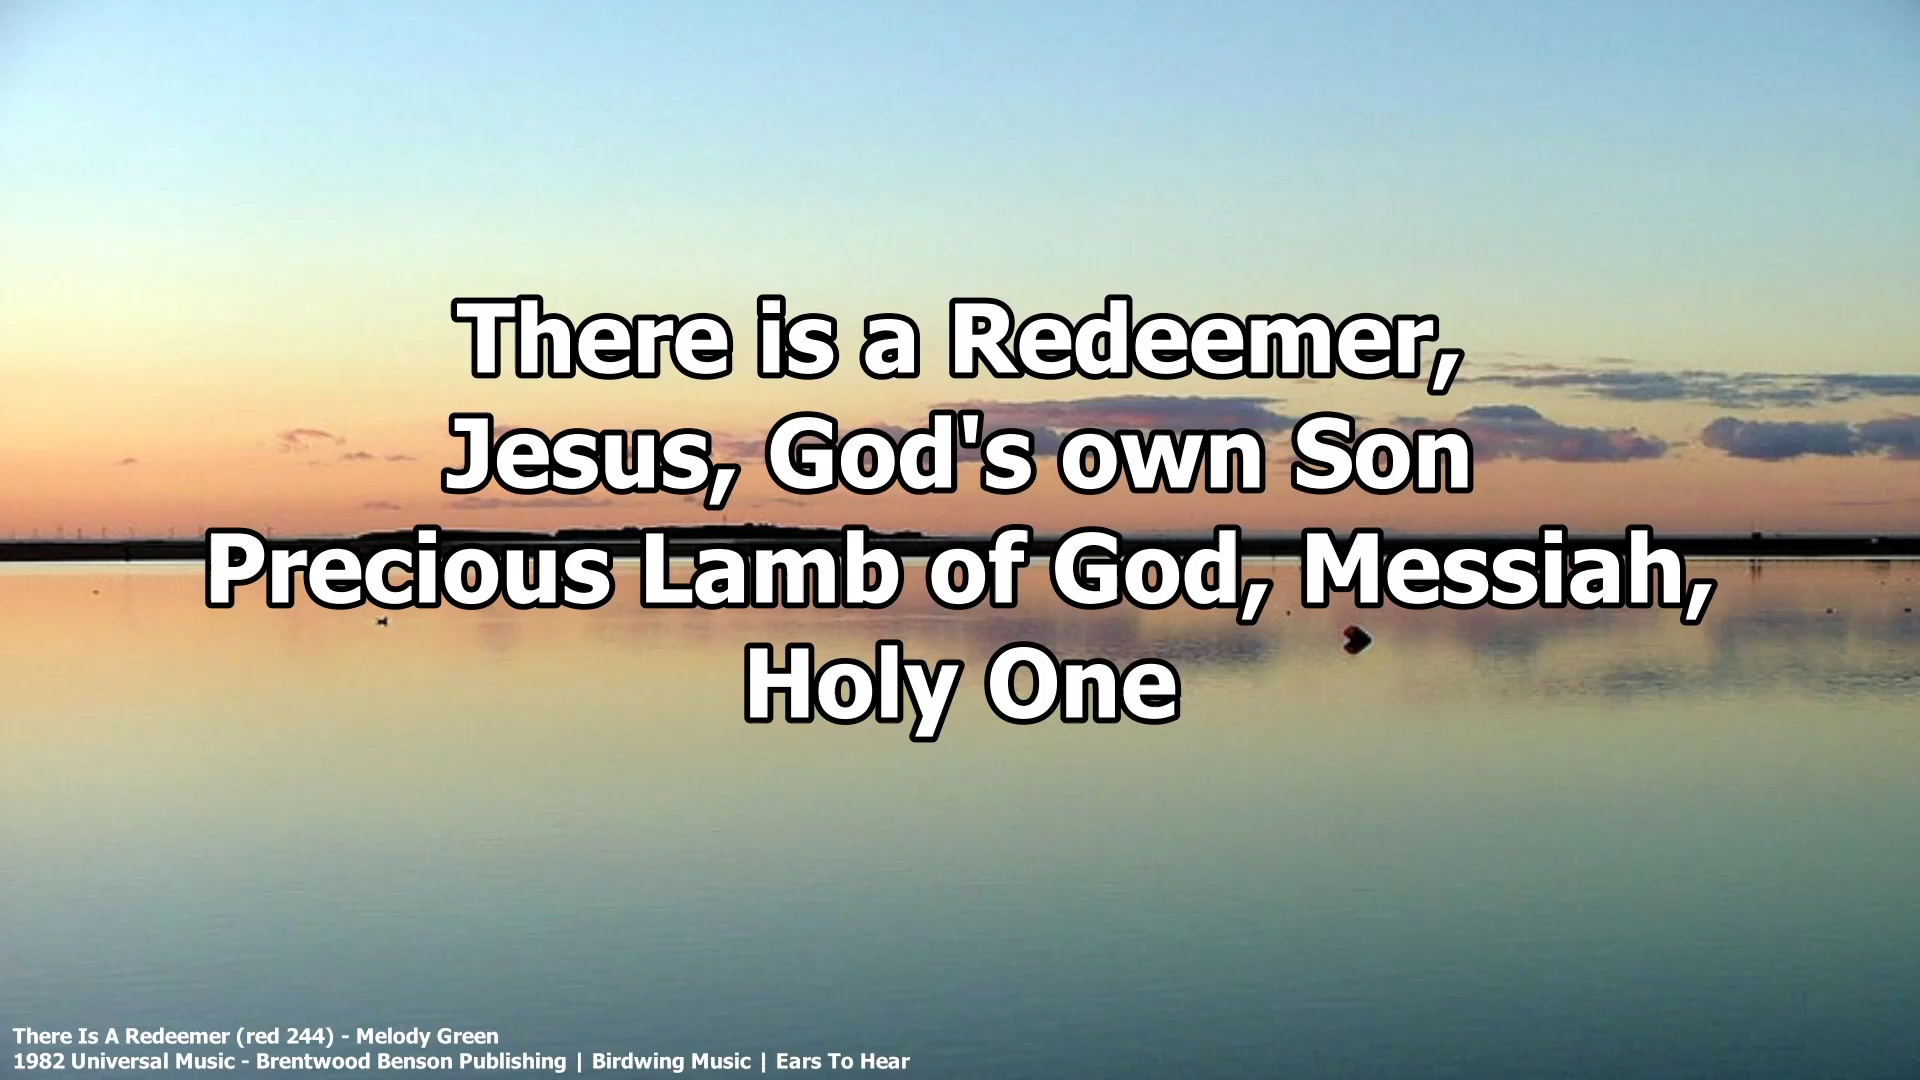 There is a Redeemer,
Jesus, God's own Son
Precious Lamb of God, Messiah,
Holy One
There Is A Redeemer (red 244) - Melody Green
1982 Universal Music - Brentwood Benson Publishing | Birdwing Music | Ears To Hear